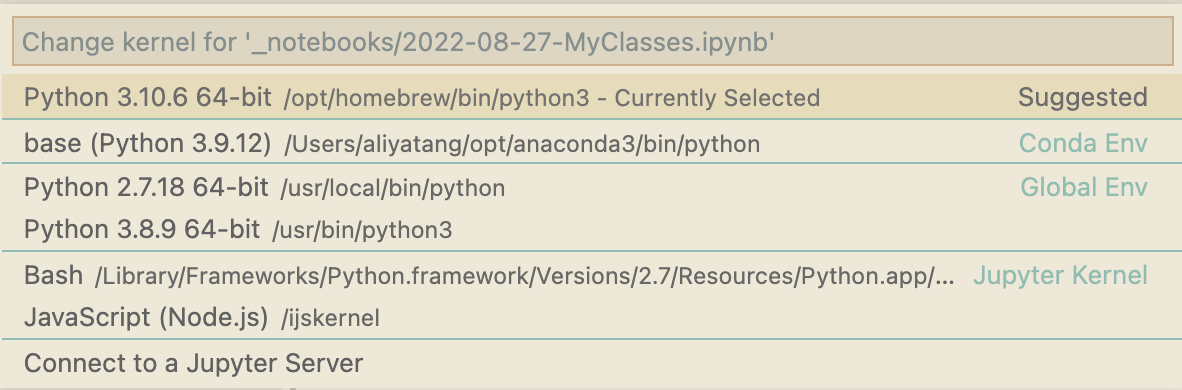 Change kernel for '_notebooks/2022-08-27-MyClasses.ipynb'
Python 3.10.6 64-bit /opt/homebrew/bin/python3 - Currently Selected Suggested
base (Python 3.9.12) /Users/aliyatang/opt/anaconda3/bin/python Conda Env
Python 2.7.18 64-bit /usr/local/bin/python Global Env
Python 3.8.9 64-bit /usr/bin/python3
Bash /Library/Frameworks/Python.framework/Versions/2.7/Resources/Python.app/... Jupyter Kernel
JavaScript (Node.js) /ijskernel
Connect to a Jupyter Server